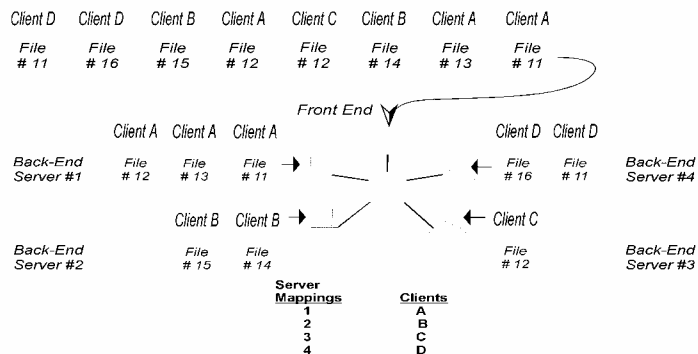 Client D Client D Client B Client A Client C Client B Client A Client A
File # 11 File # 16 File # 15 File # 12 File # 12 File # 14 File # 13 File # 11
Front End
Client A Client A Client A Client D Client D
Back-End Server #1 File # 12 File # 13 File # 11 File # 16 File # 11 Back-End Server #4
Client B Client B Client C
Back-End Server #2 File # 15 File # 14 File # 12 Back-End Server #3
Server Mappings Clients
1 A
2 B
3 C
4 D